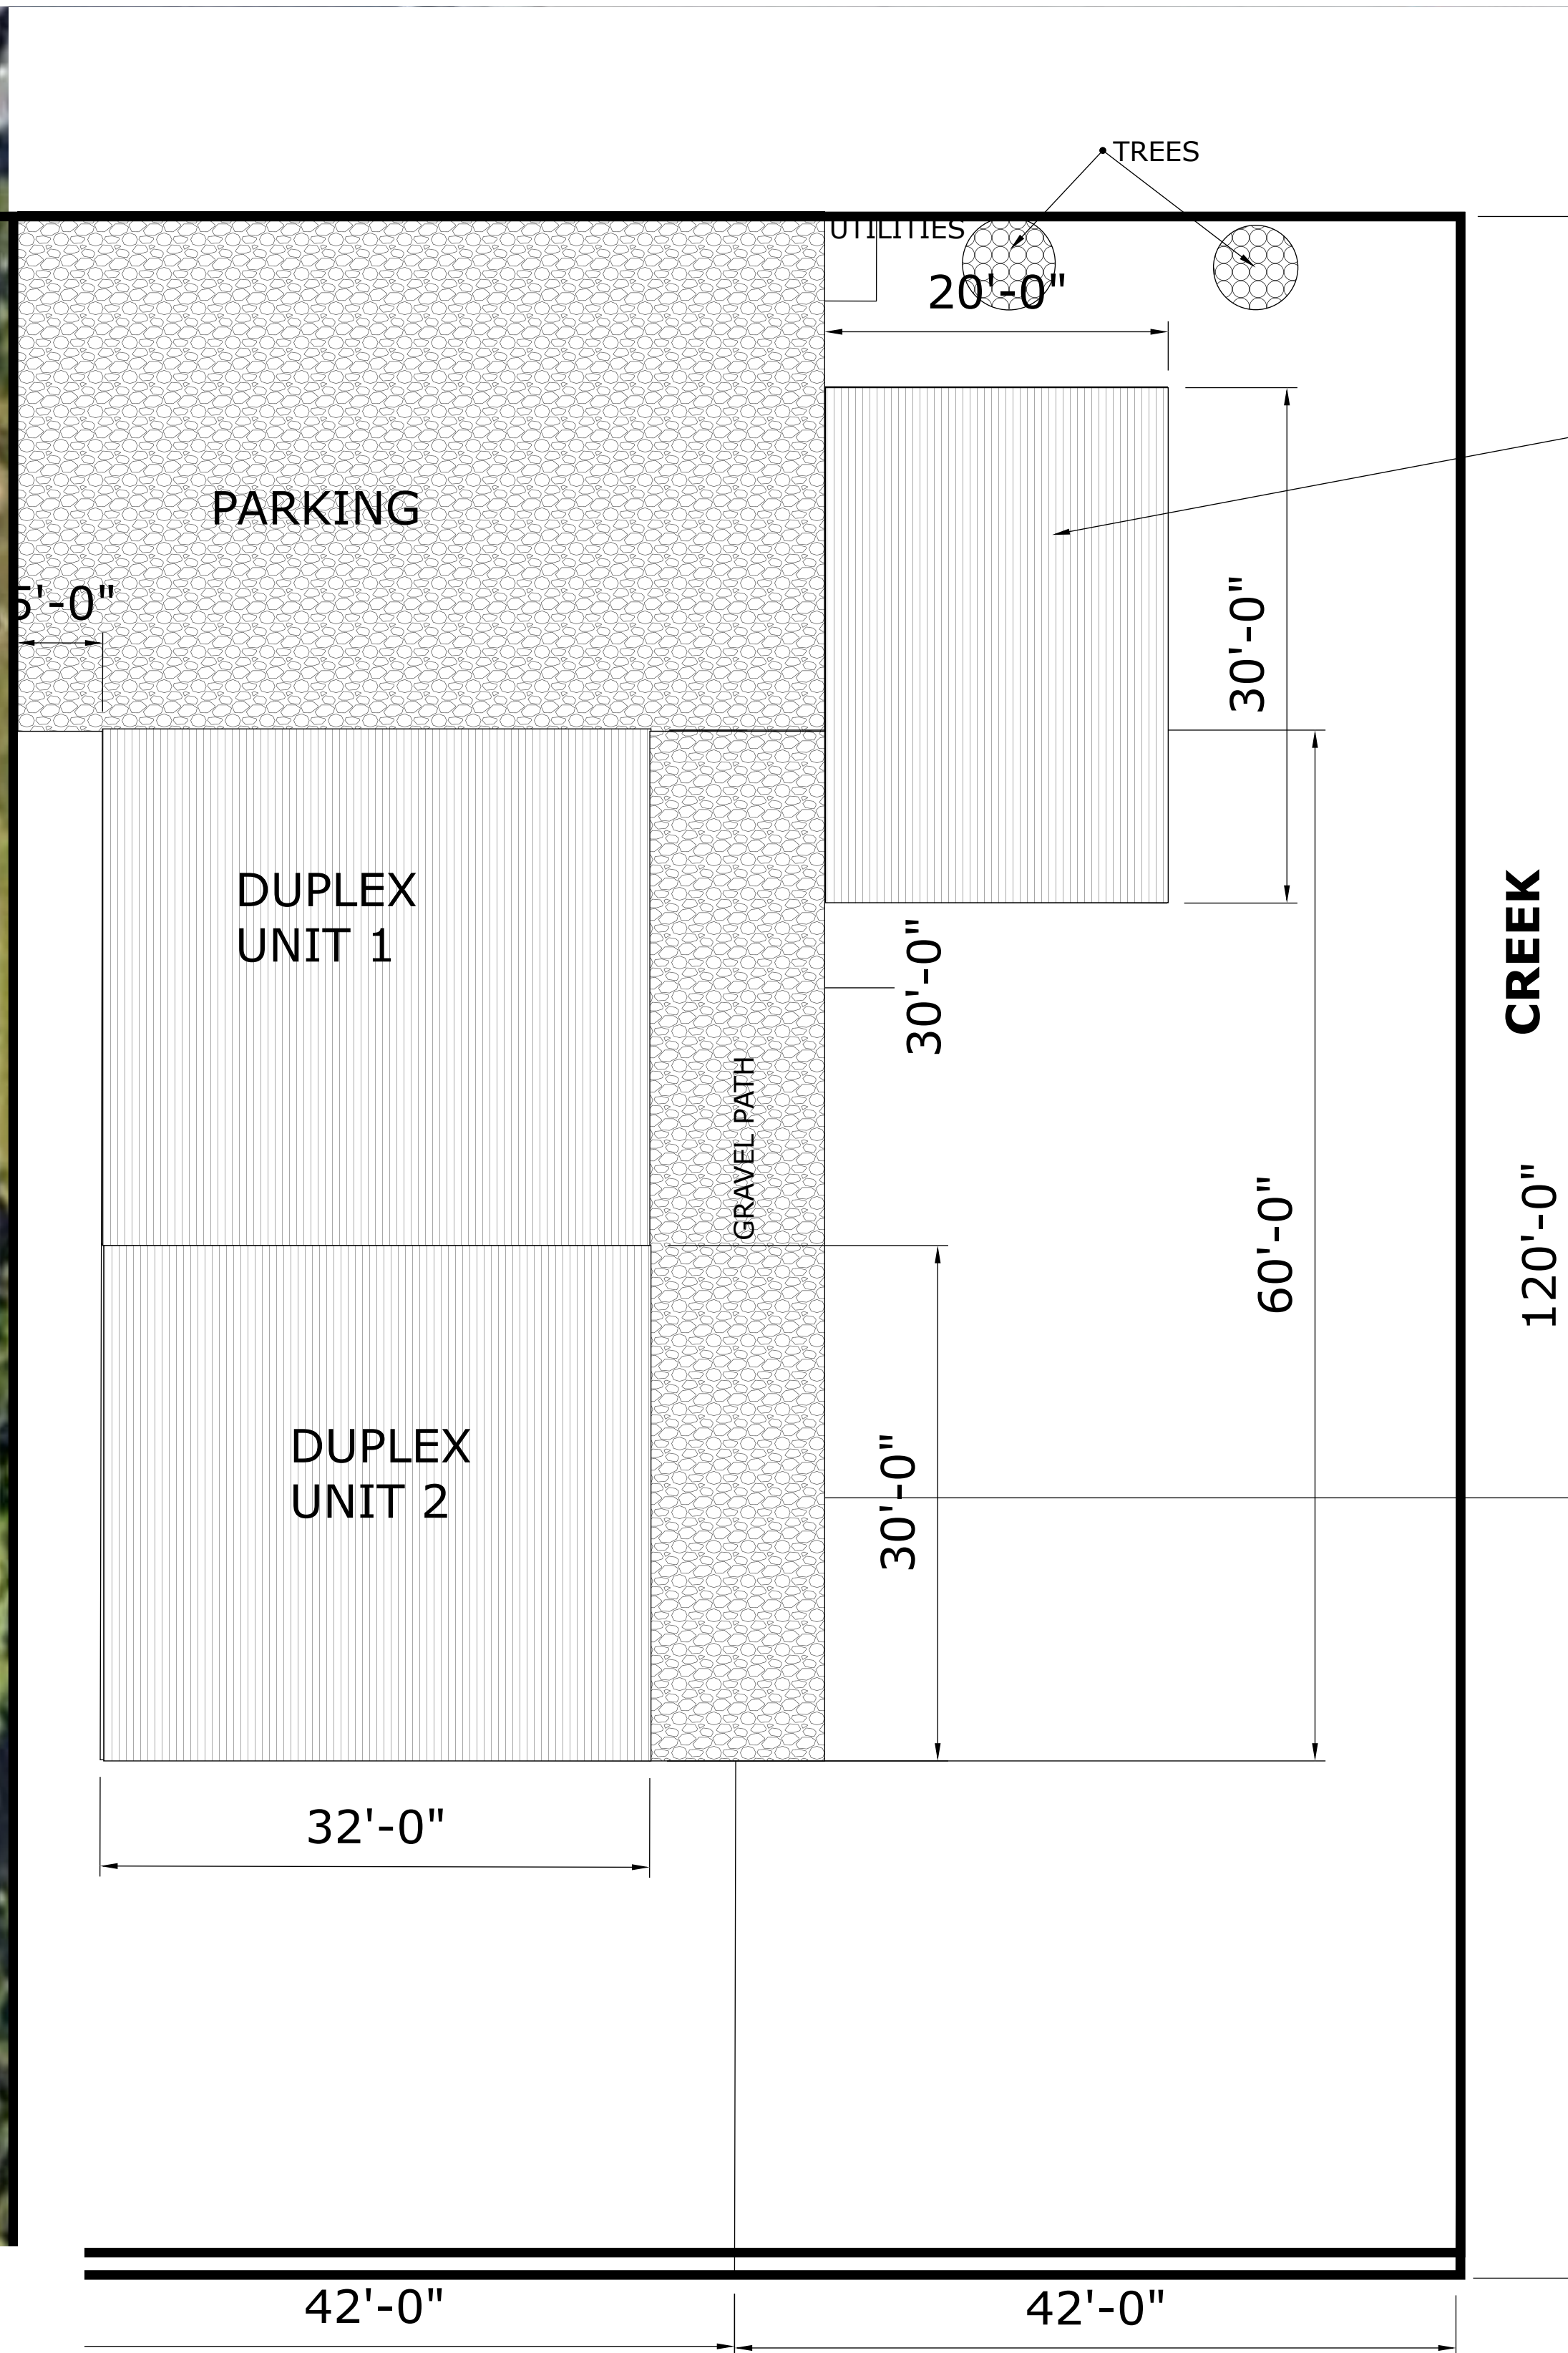 TREES
UTILITIES
20'-0"
PARKING
5'-0"
30'-0"
DUPLEX
UNIT 1
30'-0"
CREEK
GRAVEL PATH
60'-0"
120'-0"
DUPLEX
UNIT 2
30'-0"
32'-0"
42'-0"
42'-0"